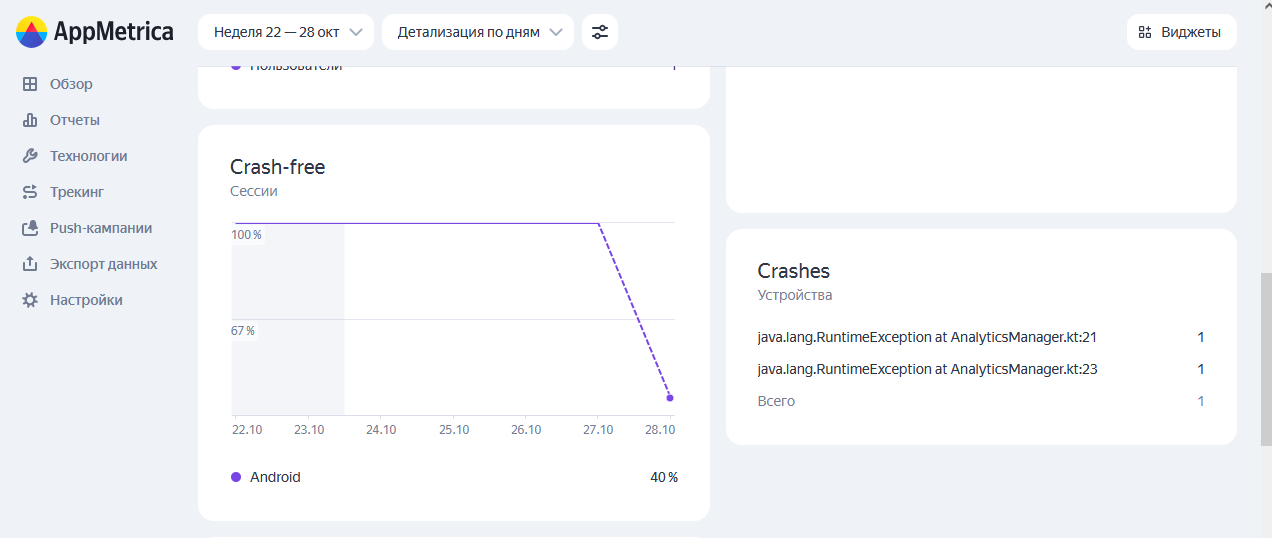 AppMetrica
Неделя 22 — 28 окт
Детализация по дням
Виджеты
Обзор
Отчеты
Технологии
Трекинг
Push-кампании
Экспорт данных
Настройки
Пользователи 1
Crash-free
Сессии
100 %
67 %
22.10 23.10 24.10 25.10 26.10 27.10 28.10
Android 40 %
Crashes
Устройства
java.lang.RuntimeException at AnalyticsManager.kt:21 1
java.lang.RuntimeException at AnalyticsManager.kt:23 1
Всего 1